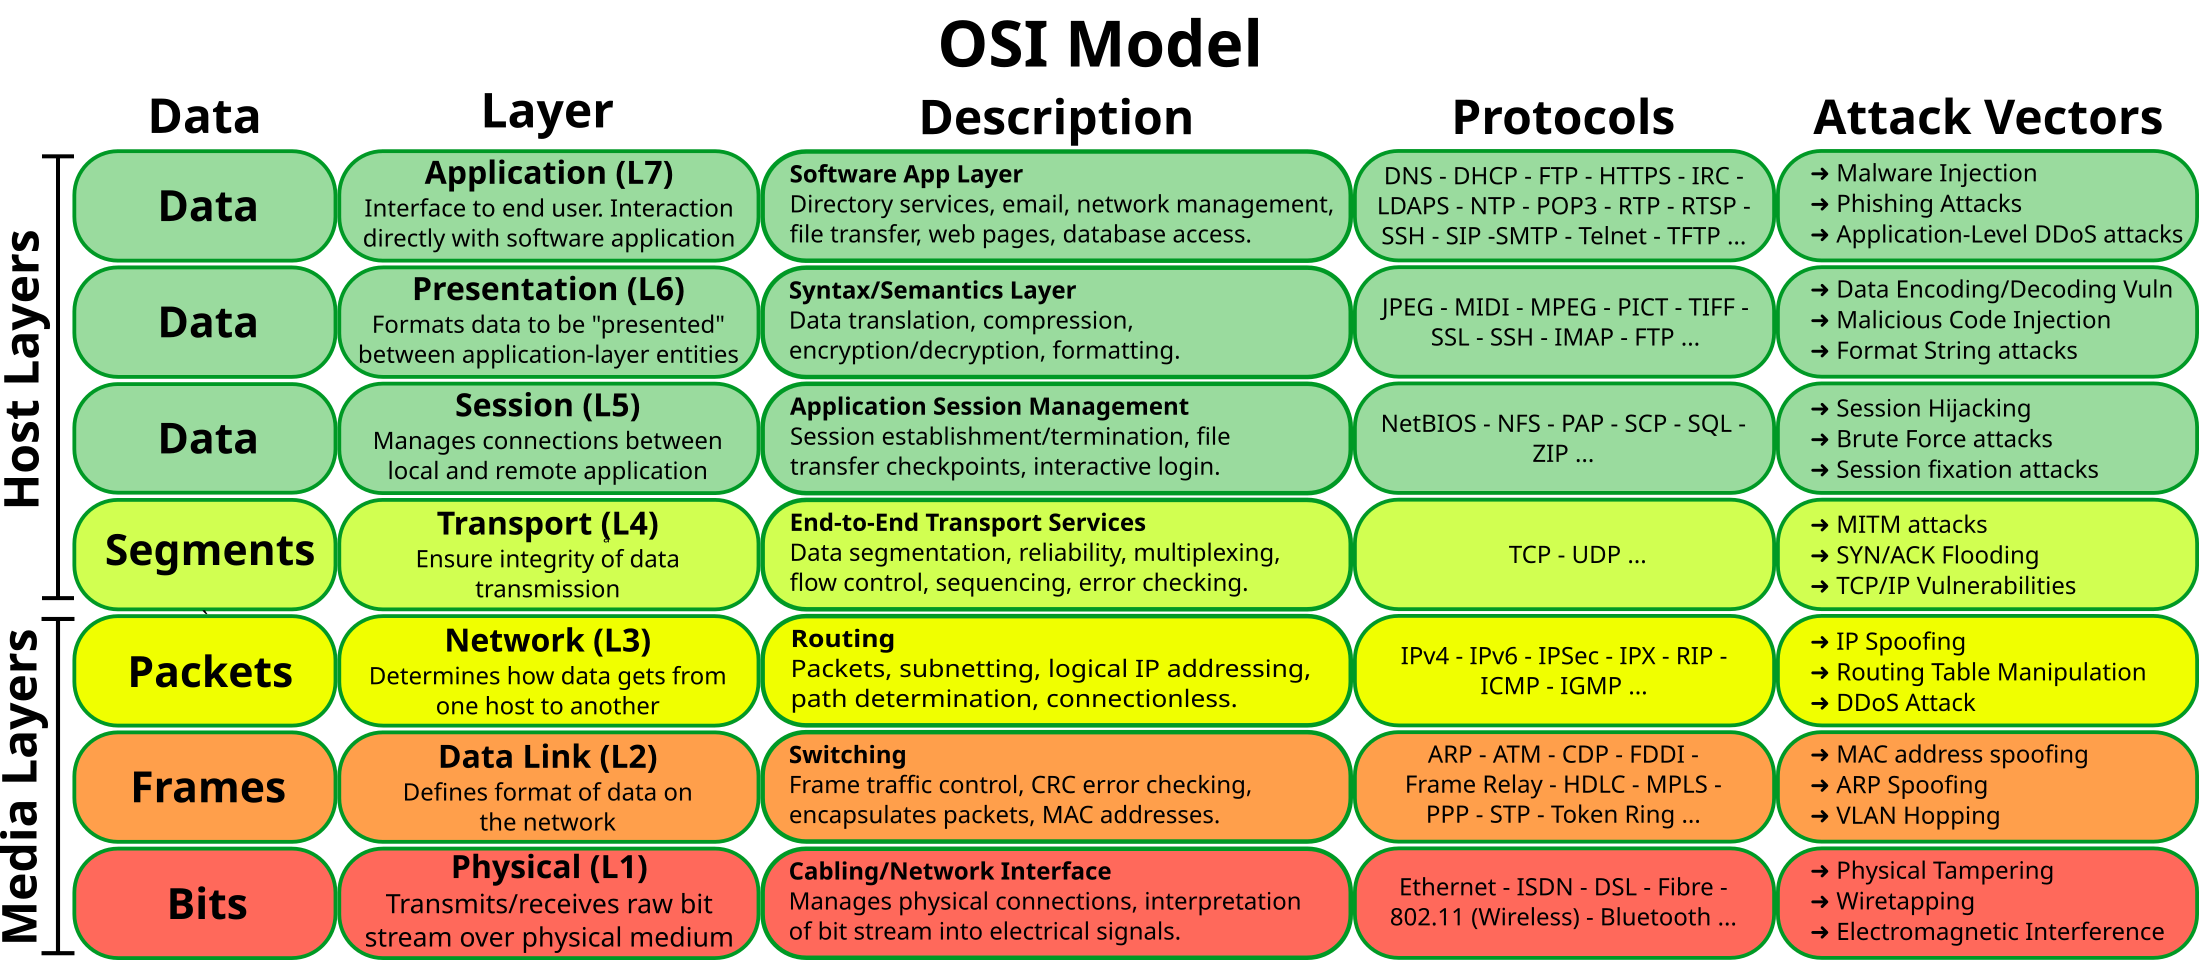 OSI Model
Data
Layer
Description
Protocols
Attack Vectors
Host Layers
Data
Application (L7)
Interface to end user. Interaction
directly with software application
Software App Layer
Directory services, email, network management,
file transfer, web pages, database access.
DNS - DHCP - FTP - HTTPS - IRC -
LDAPS - NTP - POP3 - RTP - RTSP -
SSH - SIP -SMTP - Telnet - TFTP ...
➜ Malware Injection
➜ Phishing Attacks
➜ Application-Level DDoS attacks
Data
Presentation (L6)
Formats data to be "presented"
between application-layer entities
Syntax/Semantics Layer
Data translation, compression,
encryption/decryption, formatting.
JPEG - MIDI - MPEG - PICT - TIFF -
SSL - SSH - IMAP - FTP ...
➜ Data Encoding/Decoding Vuln
➜ Malicious Code Injection
➜ Format String attacks
Data
Session (L5)
Manages connections between
local and remote application
Application Session Management
Session establishment/termination, file
transfer checkpoints, interactive login.
NetBIOS - NFS - PAP - SCP - SQL -
ZIP ...
➜ Session Hijacking
➜ Brute Force attacks
➜ Session fixation attacks
Segments
Transport (L4)
Ensure integrity of data
transmission
End-to-End Transport Services
Data segmentation, reliability, multiplexing,
flow control, sequencing, error checking.
TCP - UDP ...
➜ MITM attacks
➜ SYN/ACK Flooding
➜ TCP/IP Vulnerabilities
Media Layers
Packets
Network (L3)
Determines how data gets from
one host to another
Routing
Packets, subnetting, logical IP addressing,
path determination, connectionless.
IPv4 - IPv6 - IPSec - IPX - RIP -
ICMP - IGMP ...
➜ IP Spoofing
➜ Routing Table Manipulation
➜ DDoS Attack
Frames
Data Link (L2)
Defines format of data on
the network
Switching
Frame traffic control, CRC error checking,
encapsulates packets, MAC addresses.
ARP - ATM - CDP - FDDI -
Frame Relay - HDLC - MPLS -
PPP - STP - Token Ring ...
➜ MAC address spoofing
➜ ARP Spoofing
➜ VLAN Hopping
Bits
Physical (L1)
Transmits/receives raw bit
stream over physical medium
Cabling/Network Interface
Manages physical connections, interpretation
of bit stream into electrical signals.
Ethernet - ISDN - DSL - Fibre -
802.11 (Wireless) - Bluetooth ...
➜ Physical Tampering
➜ Wiretapping
➜ Electromagnetic Interference